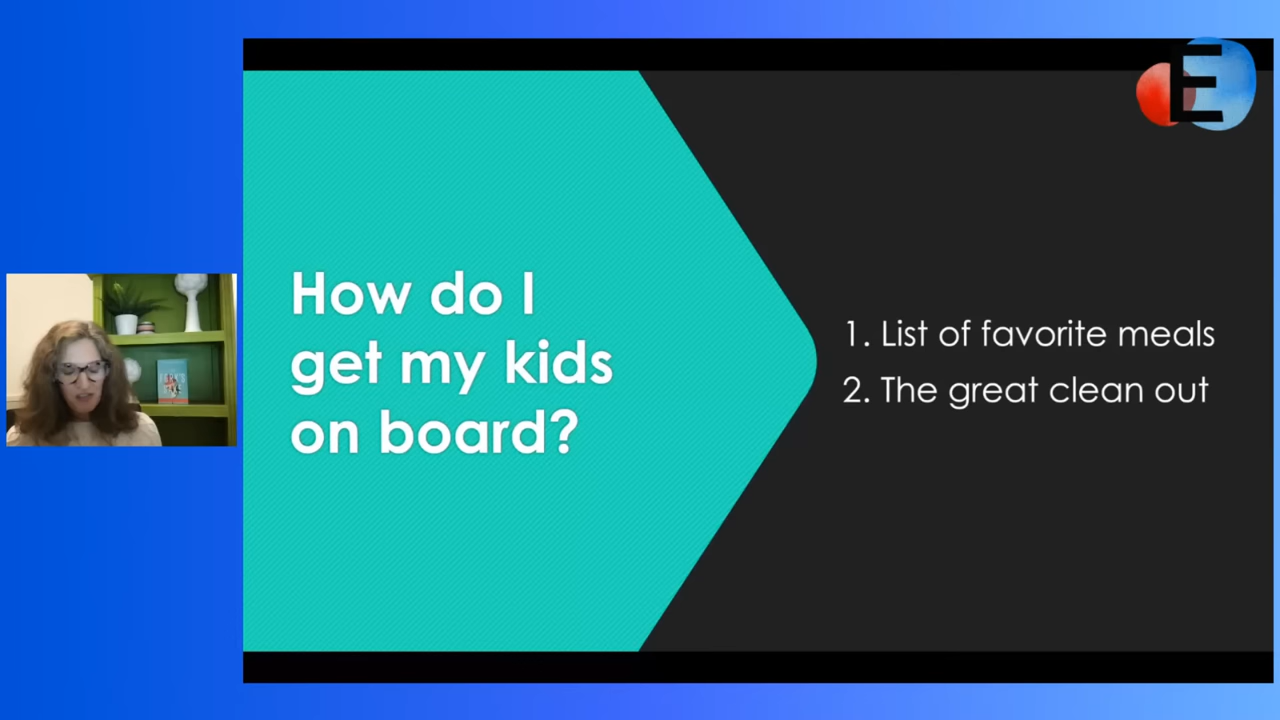 E
How do I
get my kids
on board?
1. List of favorite meals
2. The great clean out